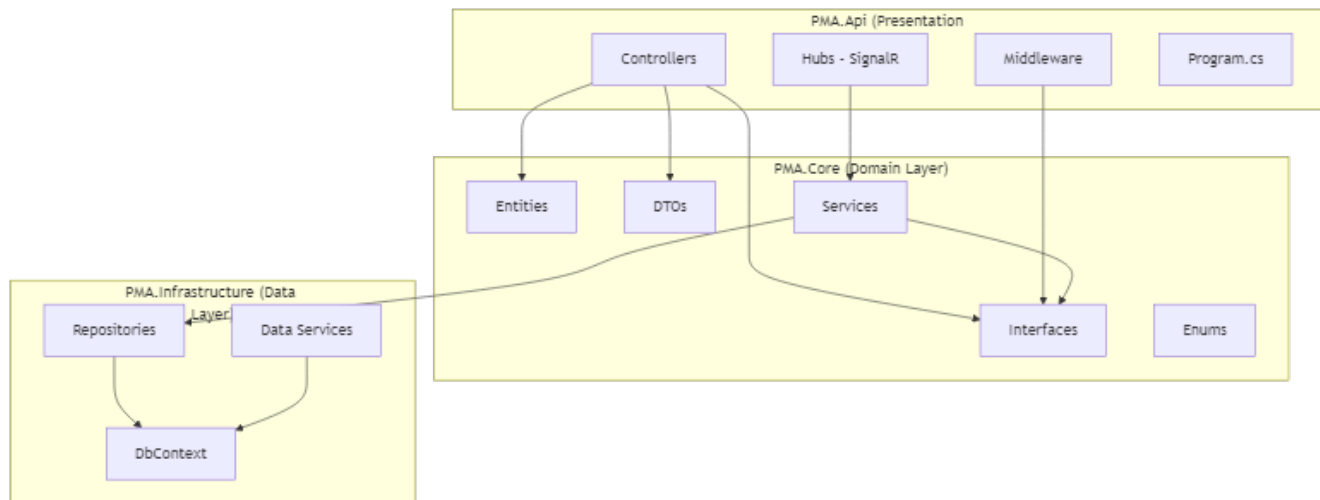 PMA.Api (Presentation
Controllers
Hubs - SignalR
Middleware
Program.cs
PMA.Core (Domain Layer)
Entities
DTOs
Services
Interfaces
Enums
PMA.Infrastructure (Data
Layer)
Repositories
Data Services
DbContext